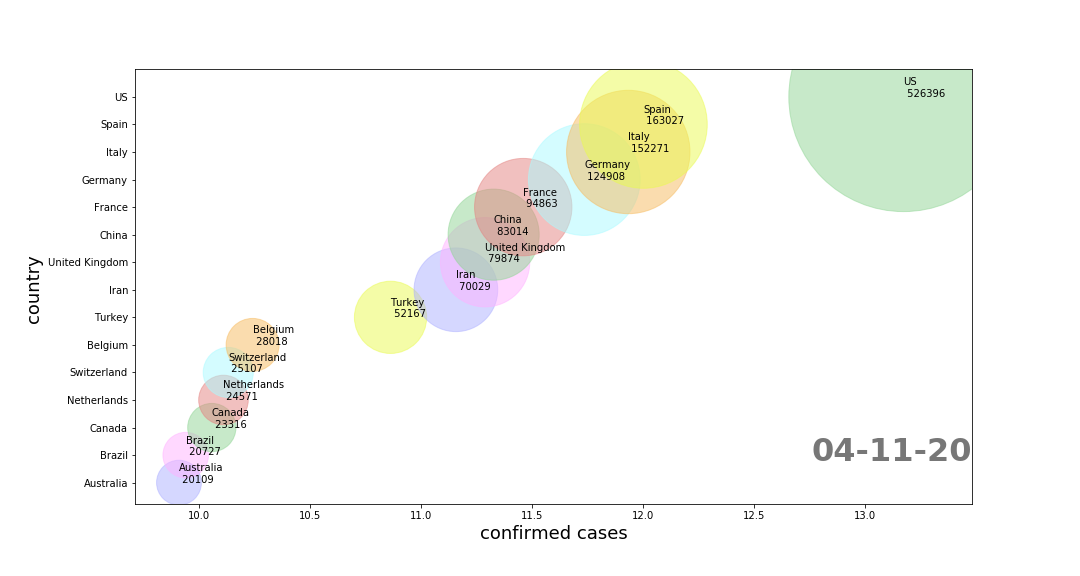 US
526396
US
Spain
163027
Spain
Italy
152271
Italy
Germany
124908
Germany
France
94863
France
China
83014
China
United Kingdom
79874
United Kingdom
Iran
70029
Iran
Turkey
52167
Turkey
Belgium
28018
Belgium
Switzerland
25107
Switzerland
Netherlands
24571
Netherlands
Canada
23316
Canada
Brazil
20727
Brazil
Australia
20109
Australia
country
04-11-20
10.0 10.5 11.0 11.5 12.0 12.5 13.0
confirmed cases